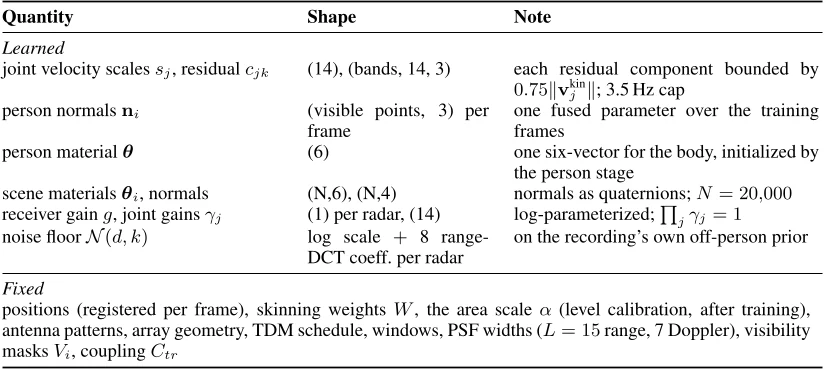 Quantity Shape Note
Learned
joint velocity scales s_j, residual c_{jk} (14), (bands, 14, 3) each residual component bounded by
0.75‖v_j^{kin}‖; 3.5 Hz cap
person normals n_i (visible points, 3) per one fused parameter over the training
frame frames
person material θ (6) one six-vector for the body, initialized by
the person stage
scene materials θ_i, normals (N,6), (N,4) normals as quaternions; N = 20,000
receiver gain g, joint gains γ_j (1) per radar, (14) log-parameterized; ∏_j γ_j = 1
noise floor 𝒩(d, k) log scale + 8 range- on the recording's own off-person prior
DCT coeff. per radar
Fixed
positions (registered per frame), skinning weights W, the area scale α (level calibration, after training),
antenna patterns, array geometry, TDM schedule, windows, PSF widths (L = 15 range, 7 Doppler), visibility
masks V_i, coupling C_{tr}